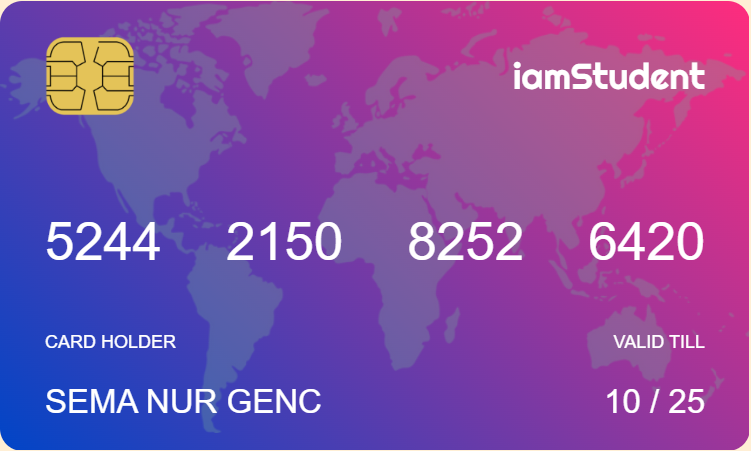 iamStudent
5244 2150 8252 6420
CARD HOLDER VALID TILL
SEMA NUR GENC 10 / 25